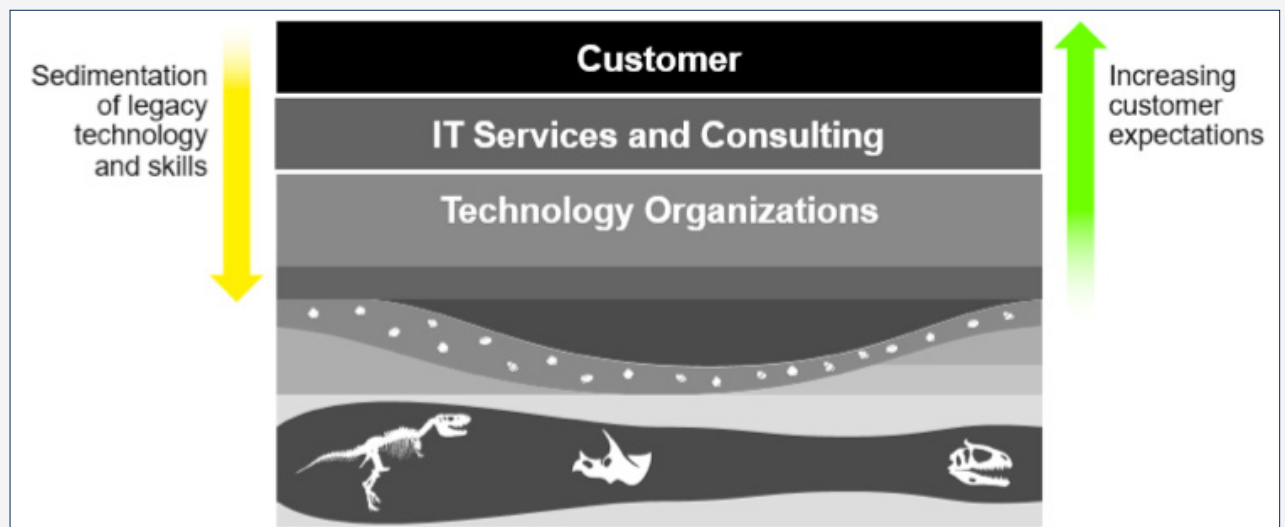 Sedimentation
of legacy
technology
and skills
Customer
IT Services and Consulting
Technology Organizations
Increasing
customer
expectations